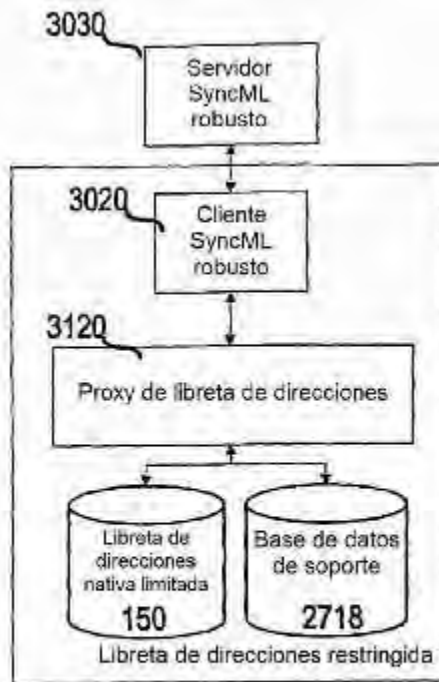 3030
Servidor
SyncML
robusto
3020
Cliente
SyncML
robusto
3120
Proxy de libreta de direcciones
Libreta de
direcciones
nativa limitada
150
Base de datos
de soporte
2718
Libreta de direcciones restringida